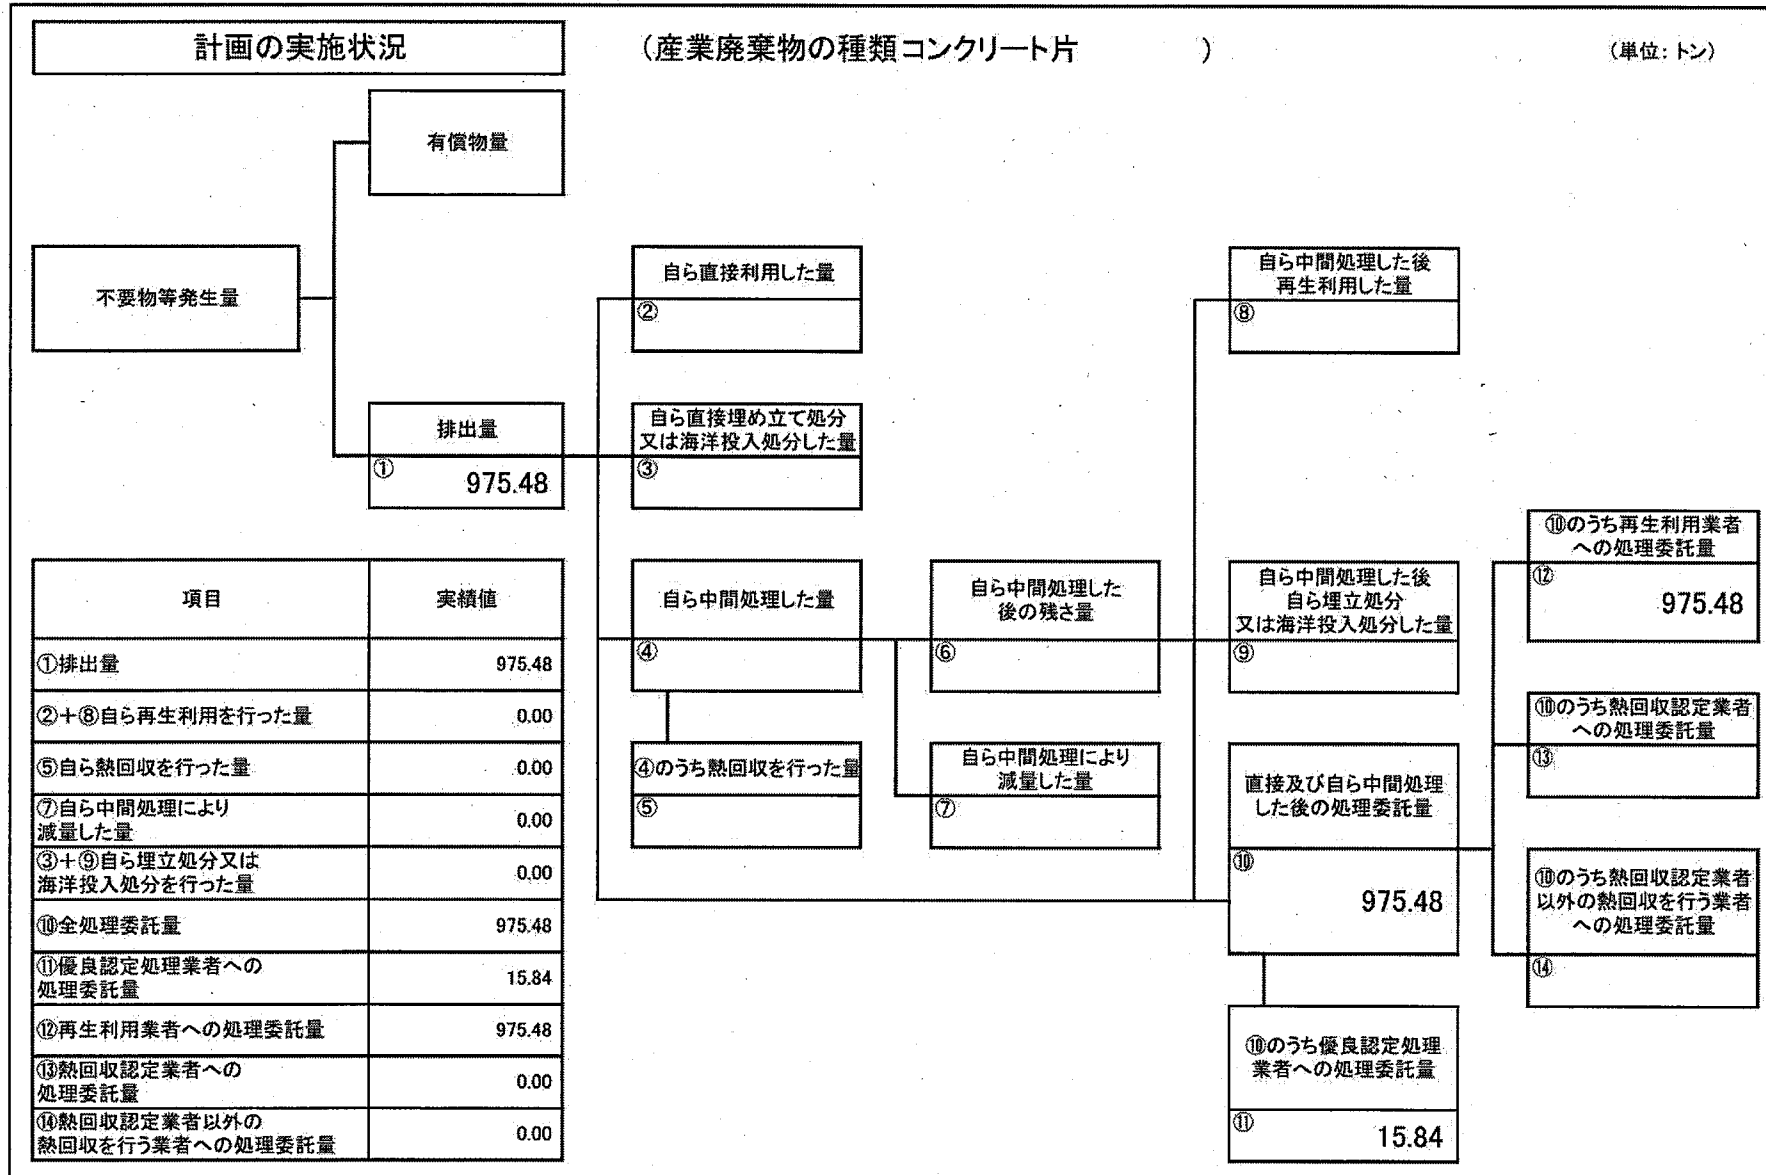 計画の実施状況
（産業廃棄物の種類コンクリート片　　　　）
（単位：トン）
有償物量
不要物等発生量
排出量
①
975.48
自ら直接利用した量
②
自ら直接埋め立て処分
又は海洋投入処分した量
③
自ら中間処理した量
④
④のうち熱回収を行った量
⑤
自ら中間処理した
後の残さ量
⑥
自ら中間処理により
減量した量
⑦
自ら中間処理した後
再生利用した量
⑧
自ら中間処理した後
自ら埋立処分
又は海洋投入処分した量
⑨
直接及び自ら中間処理
した後の処理委託量
⑩
975.48
⑩のうち優良認定処理
業者への処理委託量
⑪
15.84
⑩のうち再生利用業者
への処理委託量
⑫
975.48
⑩のうち熱回収認定業者
への処理委託量
⑬
⑩のうち熱回収認定業者
以外の熱回収を行う業者
への処理委託量
⑭
項目 実績値
①排出量 975.48
②＋⑧自ら再生利用を行った量 0.00
⑤自ら熱回収を行った量 0.00
⑦自ら中間処理により
減量した量 0.00
③＋⑨自ら埋立処分又は
海洋投入処分を行った量 0.00
⑩全処理委託量 975.48
⑪優良認定処理業者への
処理委託量 15.84
⑫再生利用業者への処理委託量 975.48
⑬熱回収認定業者への
処理委託量 0.00
⑭熱回収認定業者以外の
熱回収を行う業者への処理委託量 0.00